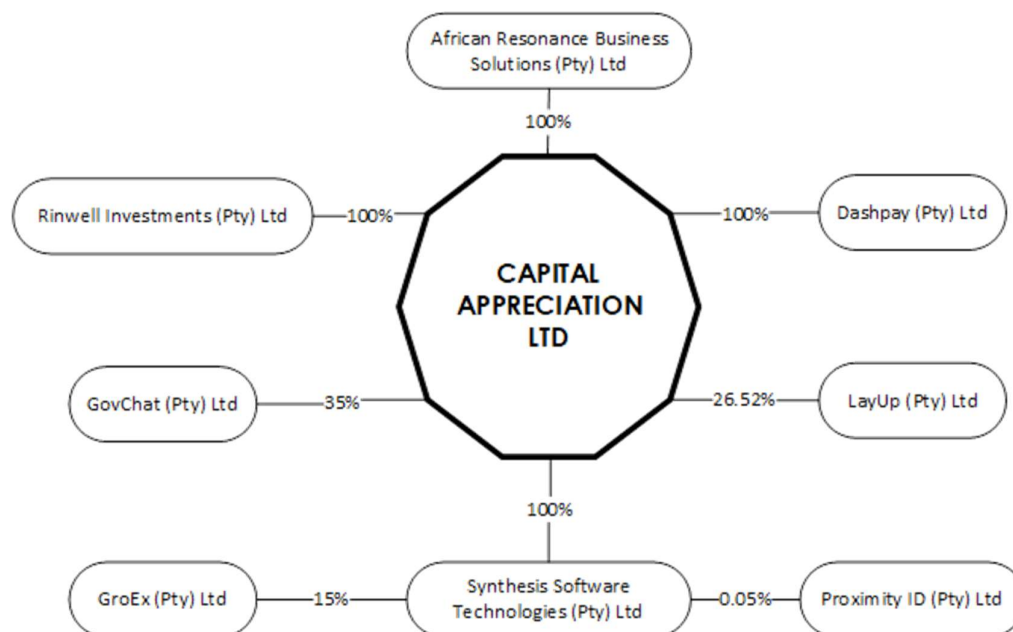 African Resonance Business
Solutions (Pty) Ltd
100%
Rinwell Investments (Pty) Ltd
100%
100%
Dashpay (Pty) Ltd
CAPITAL
APPRECIATION
LTD
GovChat (Pty) Ltd
35%
26.52%
LayUp (Pty) Ltd
100%
GroEx (Pty) Ltd
15%
Synthesis Software
Technologies (Pty) Ltd
0.05%
Proximity ID (Pty) Ltd